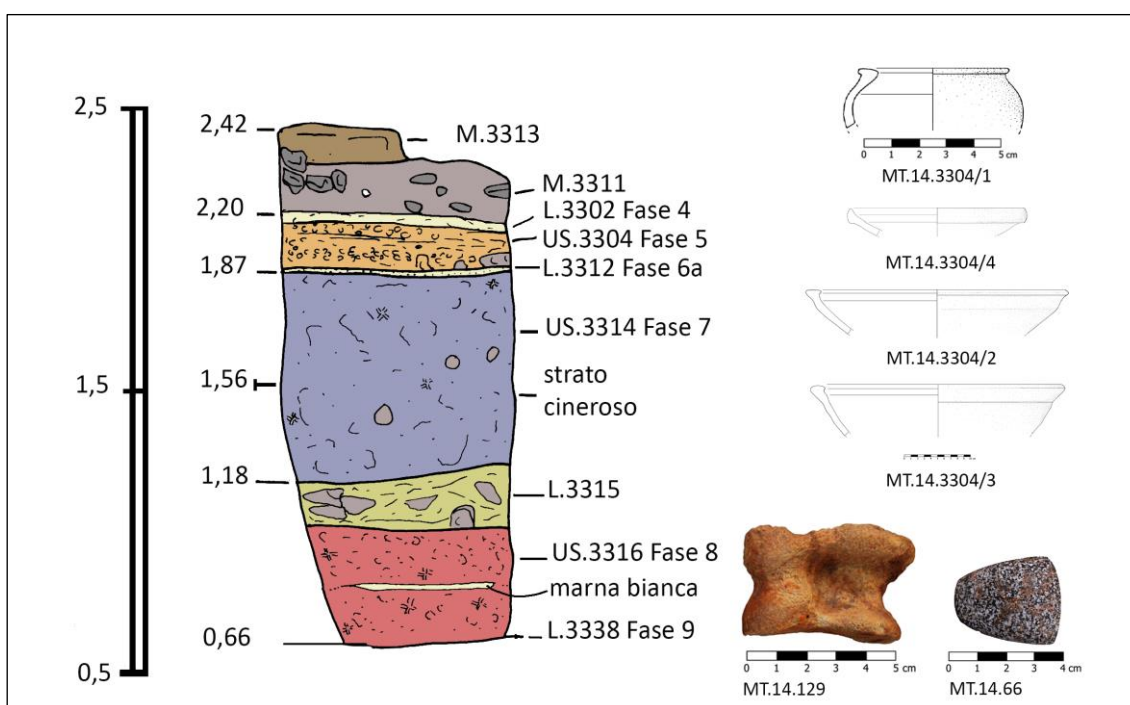 2,5
1,5
0,5
2,42
2,20
1,87
1,56
1,18
0,66
M.3313
M.3311
L.3302 Fase 4
US.3304 Fase 5
L.3312 Fase 6a
US.3314 Fase 7
strato
cineroso
L.3315
US.3316 Fase 8
marna bianca
L.3338 Fase 9
0 1 2 3 4 5 cm
MT.14.3304/1
MT.14.3304/4
MT.14.3304/2
MT.14.3304/3
0 1 2 3 4 5 cm
MT.14.129
0 1 2 3 4 cm
MT.14.66